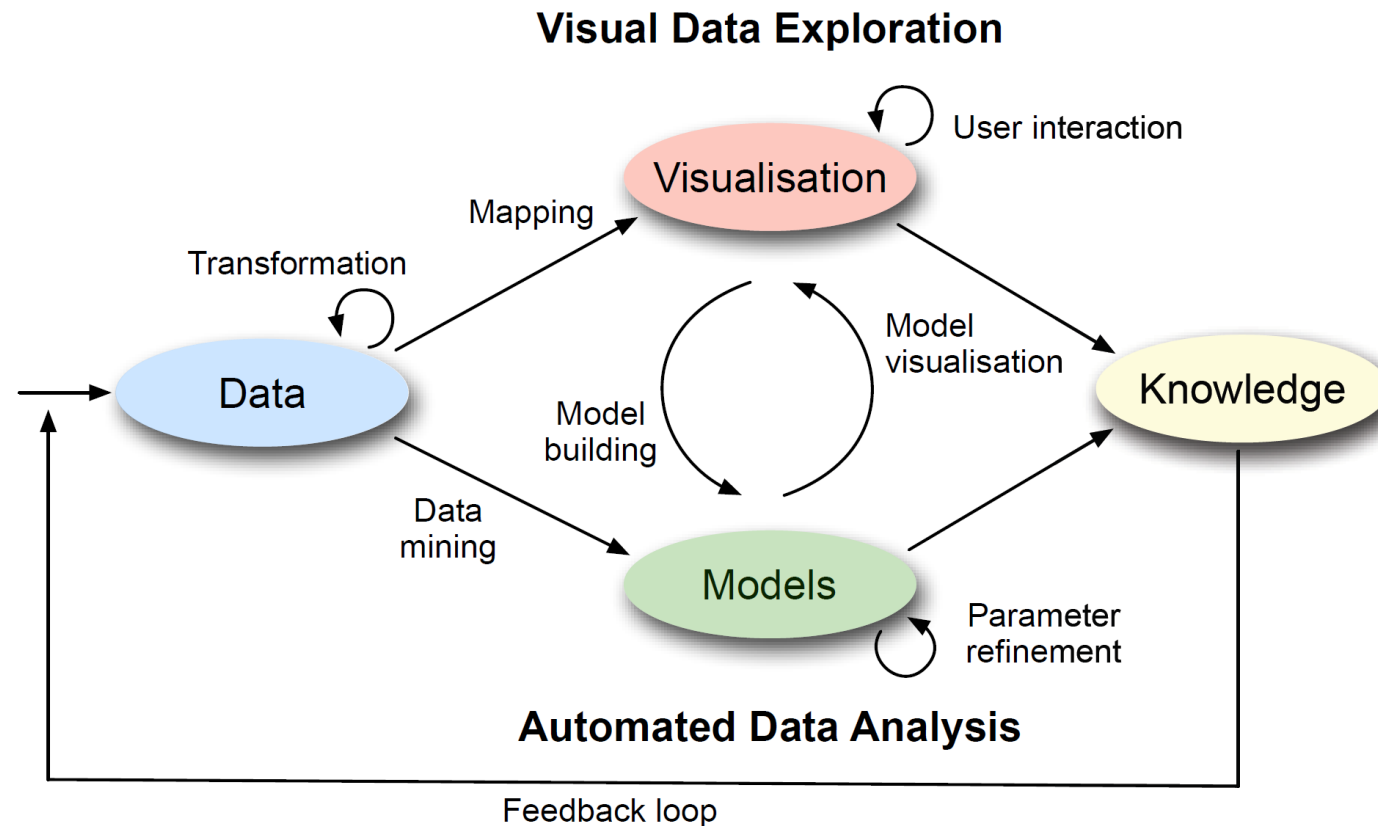 Visual Data Exploration
User interaction
Visualisation
Mapping
Transformation
Model
visualisation
Data
Knowledge
Model
building
Data
mining
Models
Parameter
refinement
Automated Data Analysis
Feedback loop